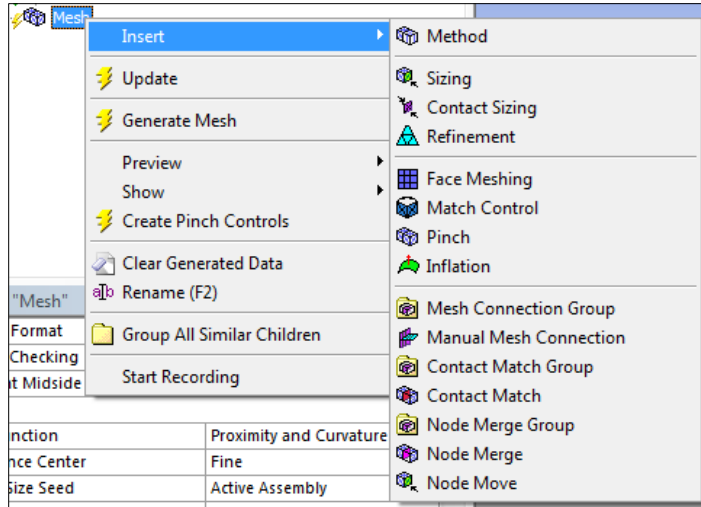 Mesh
Insert
Update
Generate Mesh
Preview
Show
Create Pinch Controls
Clear Generated Data
Rename (F2)
Group All Similar Children
Start Recording
Method
Sizing
Contact Sizing
Refinement
Face Meshing
Match Control
Pinch
Inflation
Mesh Connection Group
Manual Mesh Connection
Contact Match Group
Contact Match
Node Merge Group
Node Merge
Node Move
"Mesh"
Format
Checking
t Midside
nction Proximity and Curvature
nce Center Fine
Size Seed Active Assembly